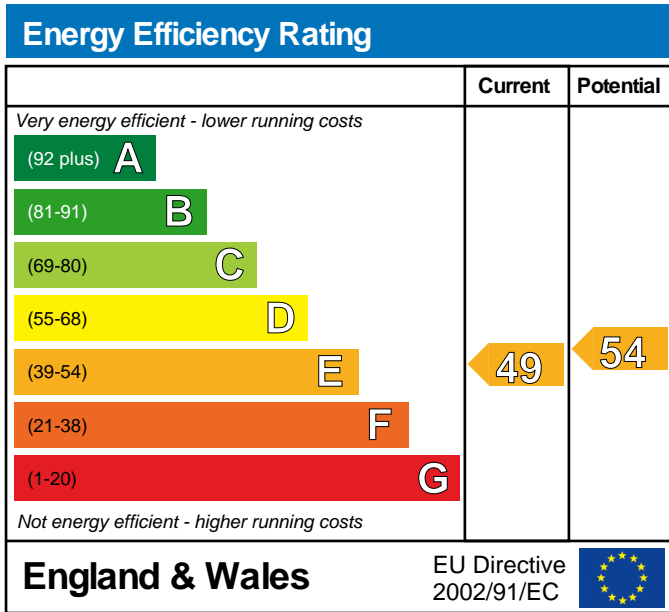 Energy Efficiency Rating
Current Potential
Very energy efficient - lower running costs
(92 plus) A
(81-91) B
(69-80) C
(55-68) D
(39-54) E 49 54
(21-38) F
(1-20) G
Not energy efficient - higher running costs
England & Wales
EU Directive
2002/91/EC